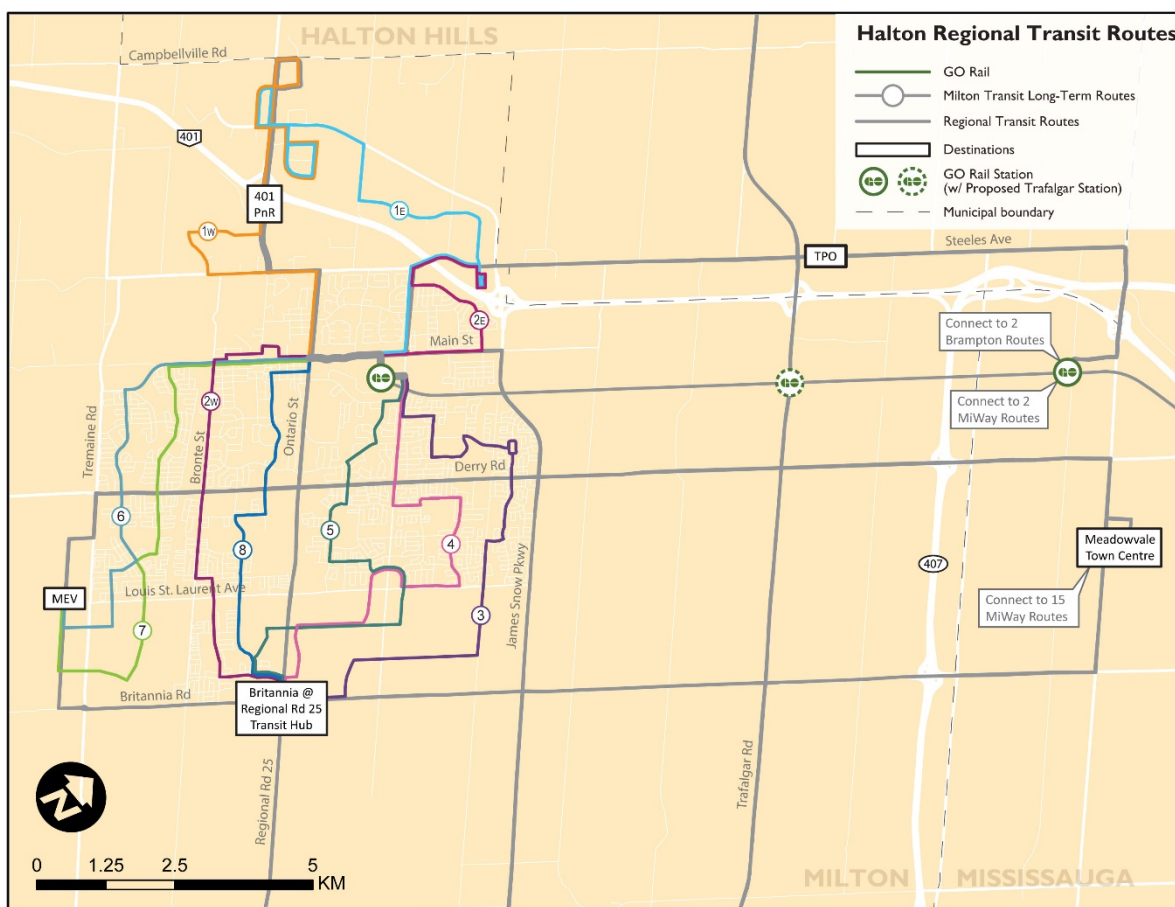 HALTON HILLS
Campbellville Rd
Halton Regional Transit Routes
GO Rail
Milton Transit Long-Term Routes
Regional Transit Routes
Destinations
GO Rail Station
(w/ Proposed Trafalgar Station)
Municipal boundary
401
401
PnR
1E
1W
Steeles Ave
TPO
2E
Main St
Connect to 2
Brampton Routes
GO
GO
GO
GO
GO
Connect to 2
MiWay Routes
2W
Tremaine Rd
Bronte St
Ontario St
Derry Rd
6
5
8
4
Meadowvale
Town Centre
407
MEV
Louis St. Laurent Ave
James Snow Pkwy
Connect to 15
MiWay Routes
3
7
Britannia Rd
Britannia @
Regional Rd 25
Transit Hub
Regional Rd 25
Trafalgar Rd
N
0 1.25 2.5 5
KM
MILTON
MISSISSAUGA